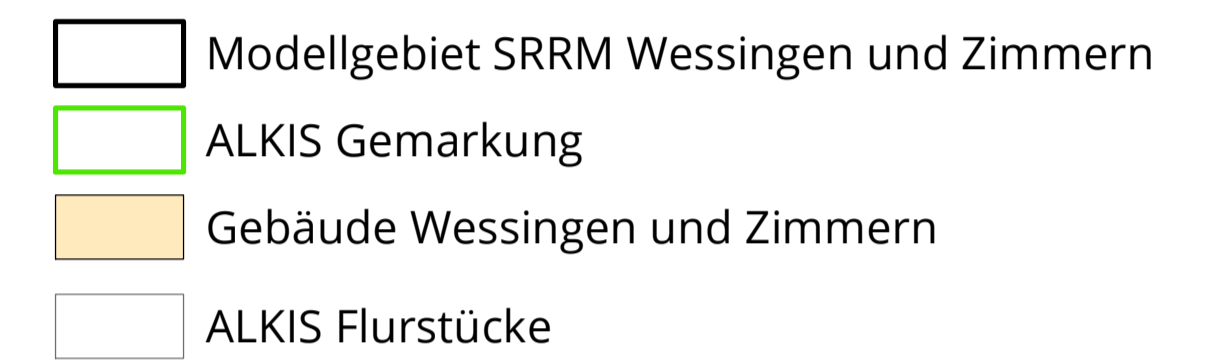 Modellgebiet SRRM Wessingen und Zimmern
ALKIS Gemarkung
Gebäude Wessingen und Zimmern
ALKIS Flurstücke